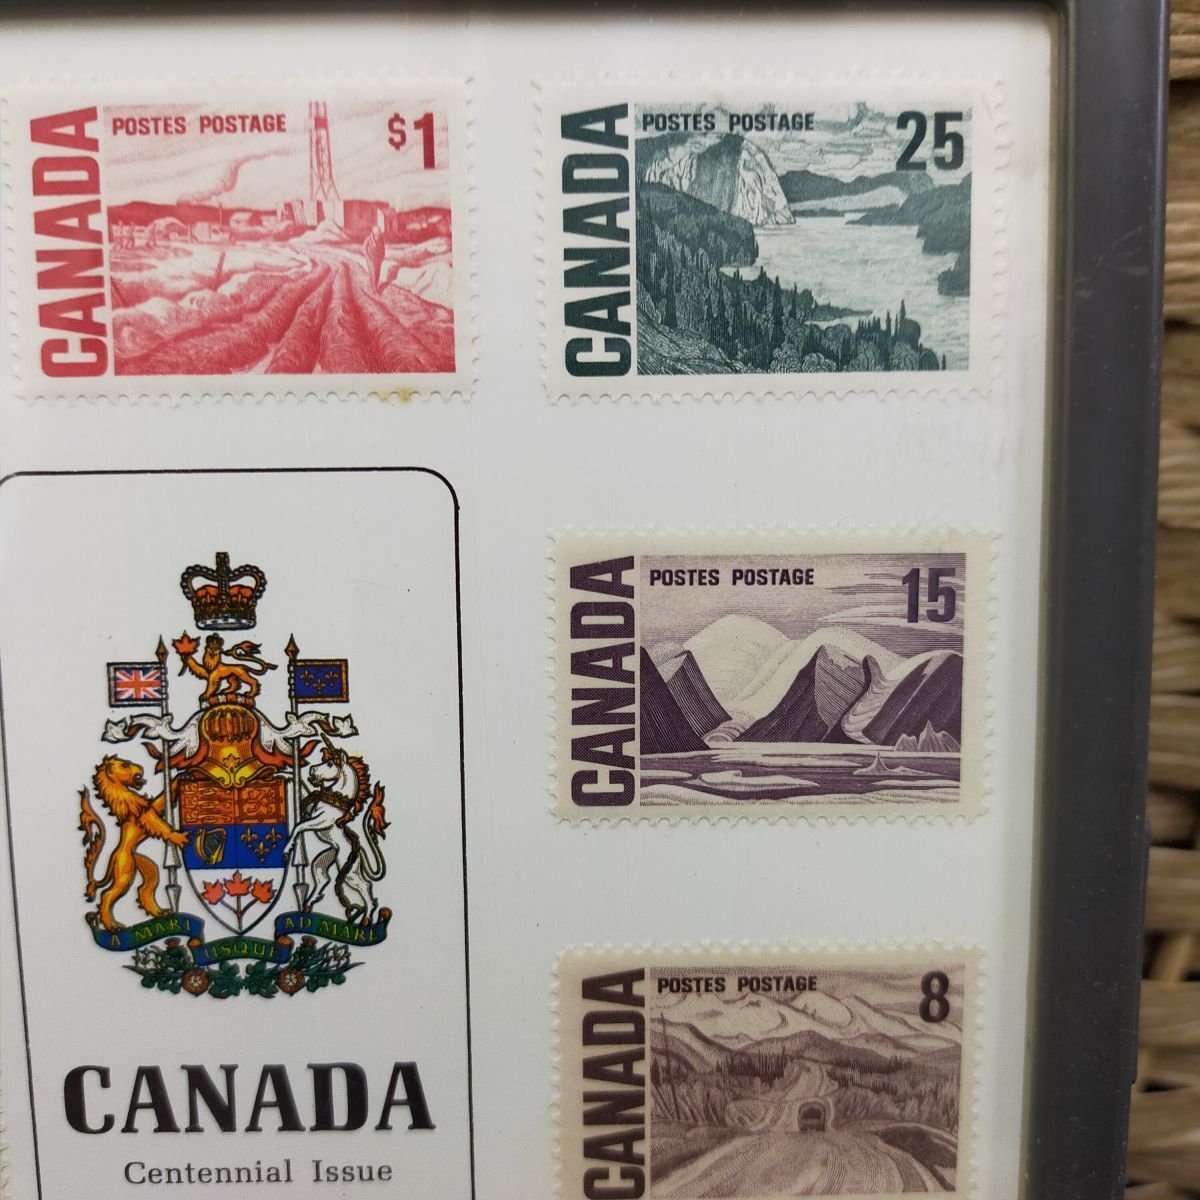 CANADA
POSTES POSTAGE
$1
CANADA
POSTES POSTAGE
25
CANADA
POSTES POSTAGE
15
A MARI USQUE AD MARE
CANADA
Centennial Issue
CANADA
POSTES POSTAGE
8